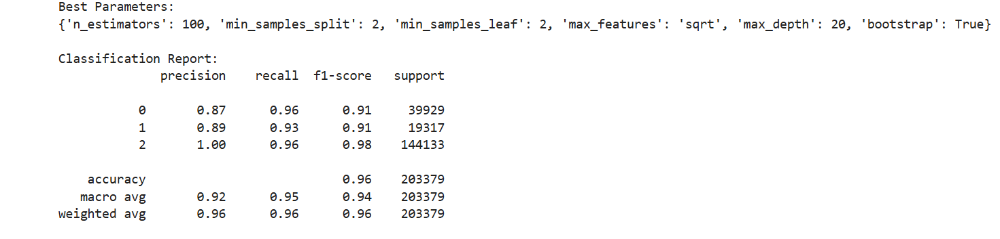 Best Parameters:
{'n_estimators': 100, 'min_samples_split': 2, 'min_samples_leaf': 2, 'max_features': 'sqrt', 'max_depth': 20, 'bootstrap': True}
Classification Report:
precision recall f1-score support
0 0.87 0.96 0.91 39929
1 0.89 0.93 0.91 19317
2 1.00 0.96 0.98 144133
accuracy 0.96 203379
macro avg 0.92 0.95 0.94 203379
weighted avg 0.96 0.96 0.96 203379